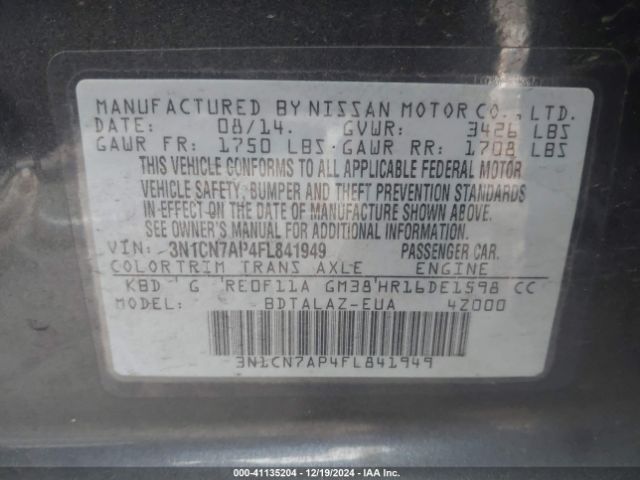 MANUFACTURED BY NISSAN MOTOR CO., LTD.
DATE: 08/14. GVWR: 3426 LBS
GAWR FR: 1750 LBS GAWR RR: 1708 LBS
THIS VEHICLE CONFORMS TO ALL APPLICABLE FEDERAL MOTOR
VEHICLE SAFETY, BUMPER AND THEFT PREVENTION STANDARDS
IN EFFECT ON THE DATE OF MANUFACTURE SHOWN ABOVE.
SEE OWNER'S MANUAL FOR ADDITIONAL INFORMATION.
VIN: 3N1CN7AP4FL841949 PASSENGER CAR.
COLOR TRIM TRANS AXLE ENGINE
KBD G RE0F11A GM38 HR16DE1598 CC
MODEL: BDTALAZ-EUA 4Z000
3N1CN7AP4FL841949
000-41135204 - 12/19/2024 - IAA Inc.